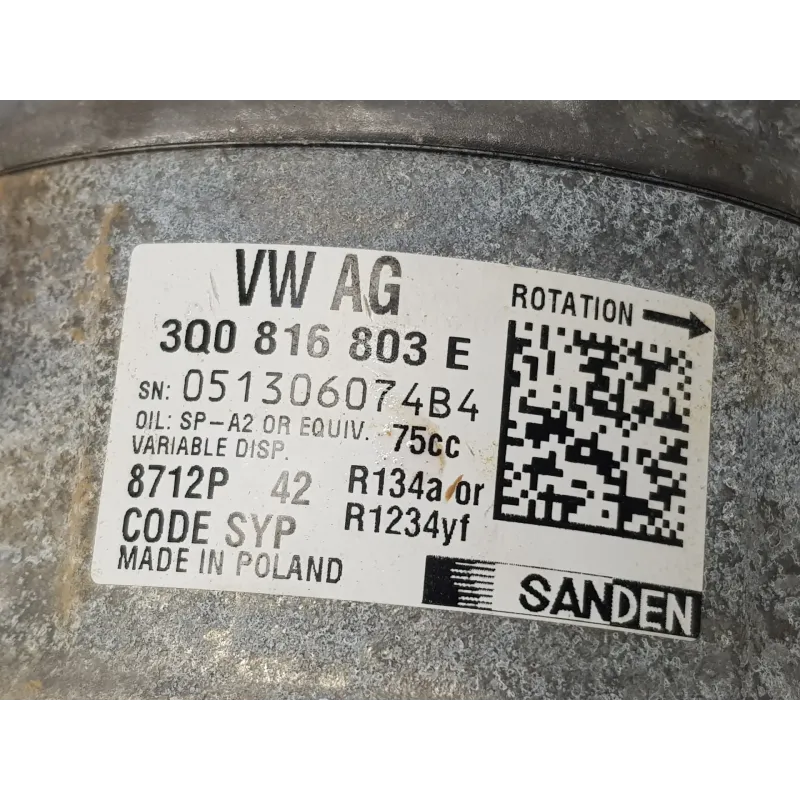 VW AG
ROTATION
3Q0 816 803 E
SN: 051306074B4
OIL: SP-A2 OR EQUIV. 75CC
VARIABLE DISP.
8712P 42 R134a or
CODE SYP R1234yf
MADE IN POLAND
SANDEN